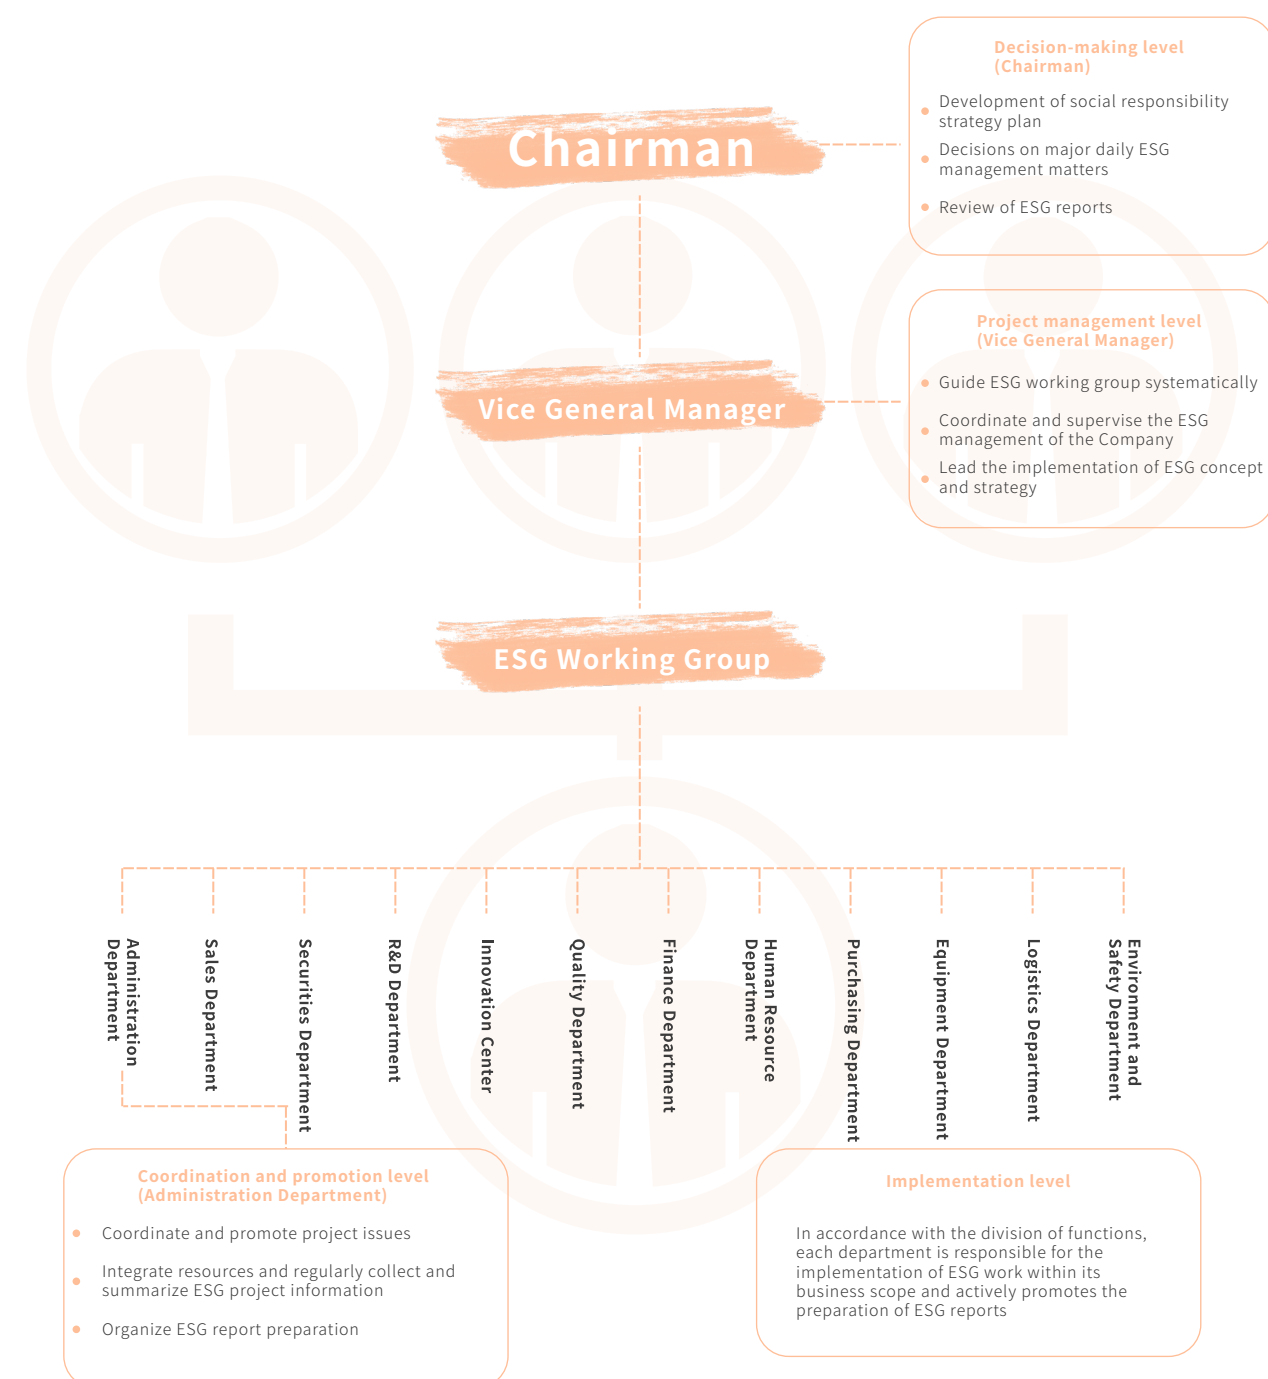 Decision-making level
(Chairman)
Development of social responsibility
strategy plan
Decisions on major daily ESG
management matters
Review of ESG reports
Chairman
Project management level
(Vice General Manager)
Guide ESG working group systematically
Coordinate and supervise the ESG
management of the Company
Lead the implementation of ESG concept
and strategy
Vice General Manager
ESG Working Group
Administration
Department
Sales Department
Securities Department
R&D Department
Innovation Center
Quality Department
Finance Department
Human Resource
Department
Purchasing Department
Equipment Department
Logistics Department
Environment and
Safety Department
Coordination and promotion level
(Administration Department)
Coordinate and promote project issues
Integrate resources and regularly collect and
summarize ESG project information
Organize ESG report preparation
Implementation level
In accordance with the division of functions,
each department is responsible for the
implementation of ESG work within its
business scope and actively promotes the
preparation of ESG reports